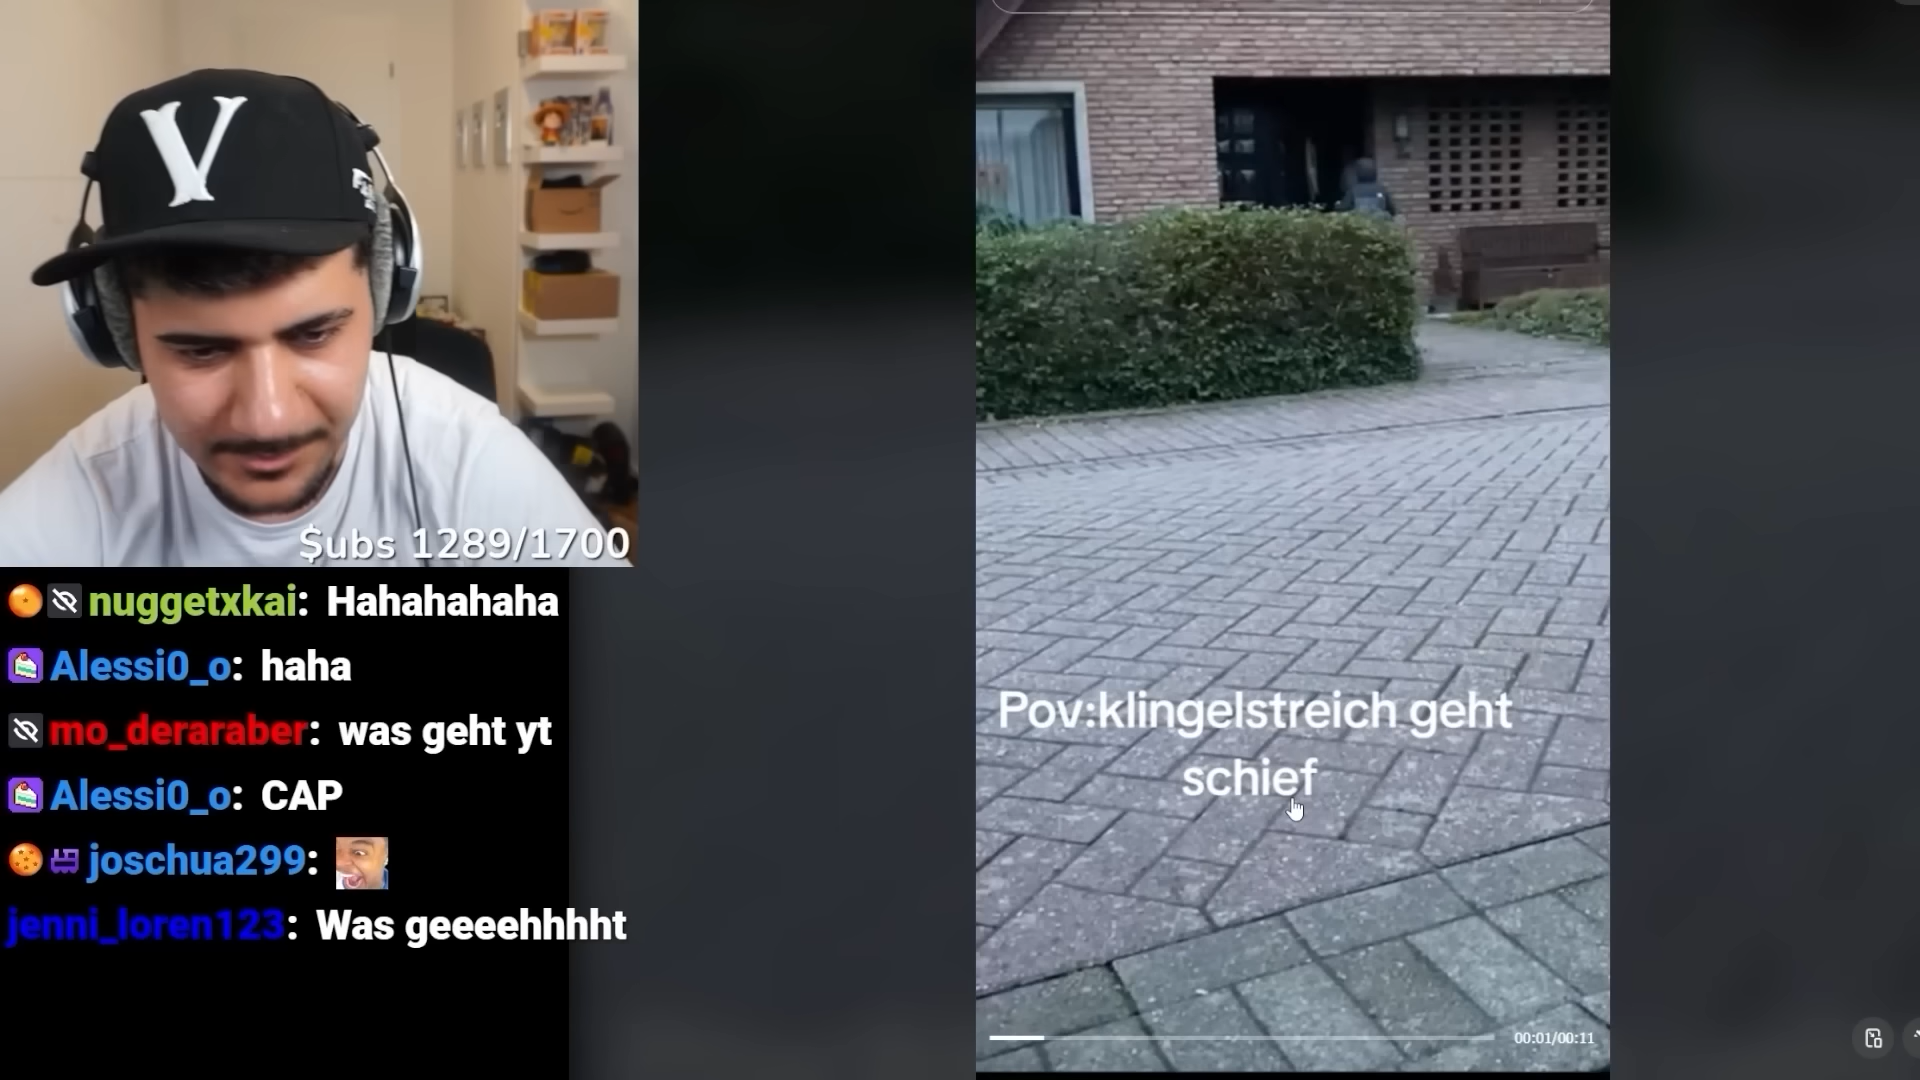 V
$ubs 1289/1700
nuggetxkai: Hahahahaha
Alessi0_o: haha
mo_deraraber: was geht yt
Alessi0_o: CAP
joschua299:
jenni_loren123: Was geeeehhhht
Pov:klingelstreich geht
schief
00:01/00:11